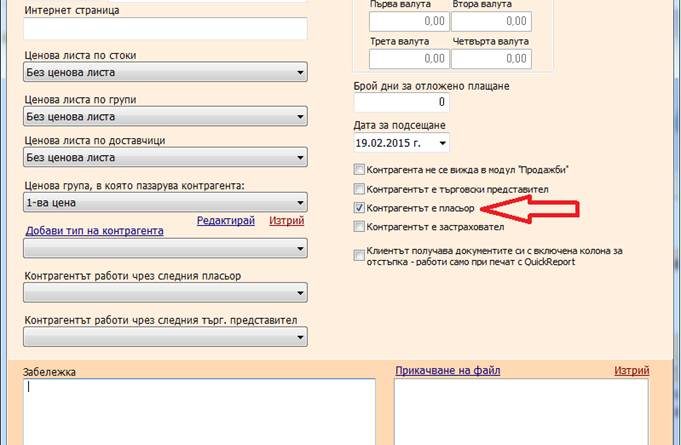 Интернет страница
Ценова листа по стоки
Без ценова листа
Ценова листа по групи
Без ценова листа
Ценова листа по доставчици
Без ценова листа
Ценова група, в която пазарува контрагента:
1-ва цена
Редактирай Изтрий
Добави тип на контрагента
Контрагентът работи чрез следния пласьор
Контрагентът работи чрез следния търг. представител
Първа валута Втора валута
0,00 0,00
Трета валута Четвърта валута
0,00 0,00
Брой дни за отложено плащане
0
Дата за подсещане
19.02.2015 г.
Контрагента не се вижда в модул "Продажби"
Контрагентът е търговски представител
Контрагентът е пласьор
Контрагентът е застраховател
Клиентът получава документите си с включена колона за
отстъпка - работи само при печат с QuickReport
Забележка
Прикачване на файл Изтрий